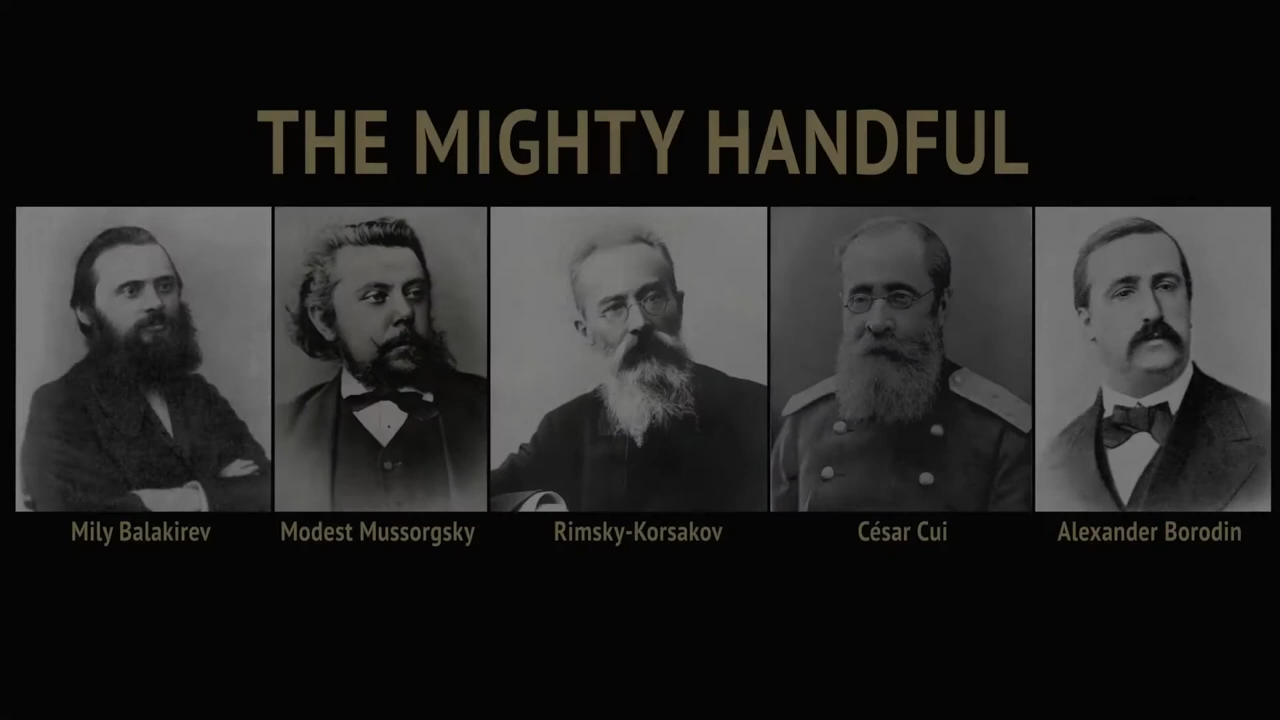 THE MIGHTY HANDFUL
Mily Balakirev
Modest Mussorgsky
Rimsky-Korsakov
César Cui
Alexander Borodin